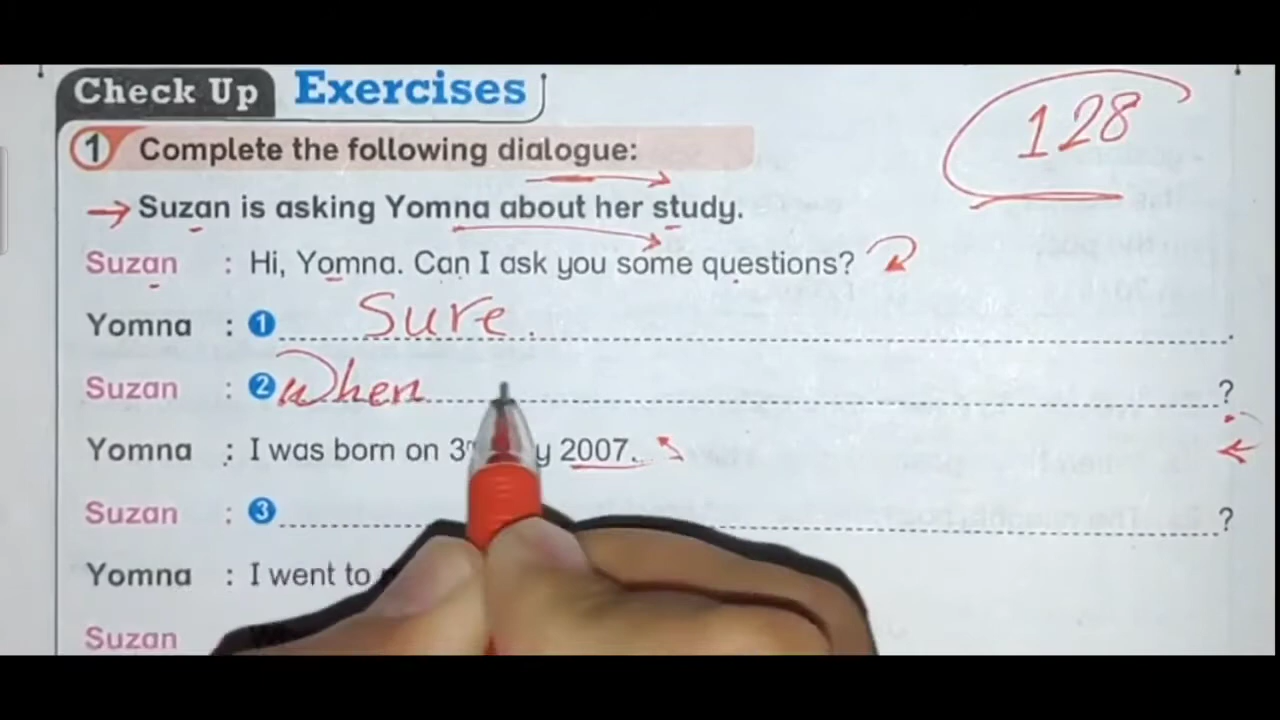 Check Up Exercises
128
1 Complete the following dialogue:
Suzan is asking Yomna about her study.
Suzan : Hi, Yomna. Can I ask you some questions?
Yomna : 1 Sure .
Suzan : 2 When ?
Yomna : I was born on 2007.
Suzan : 3 ?
Yomna : I went to
Suzan